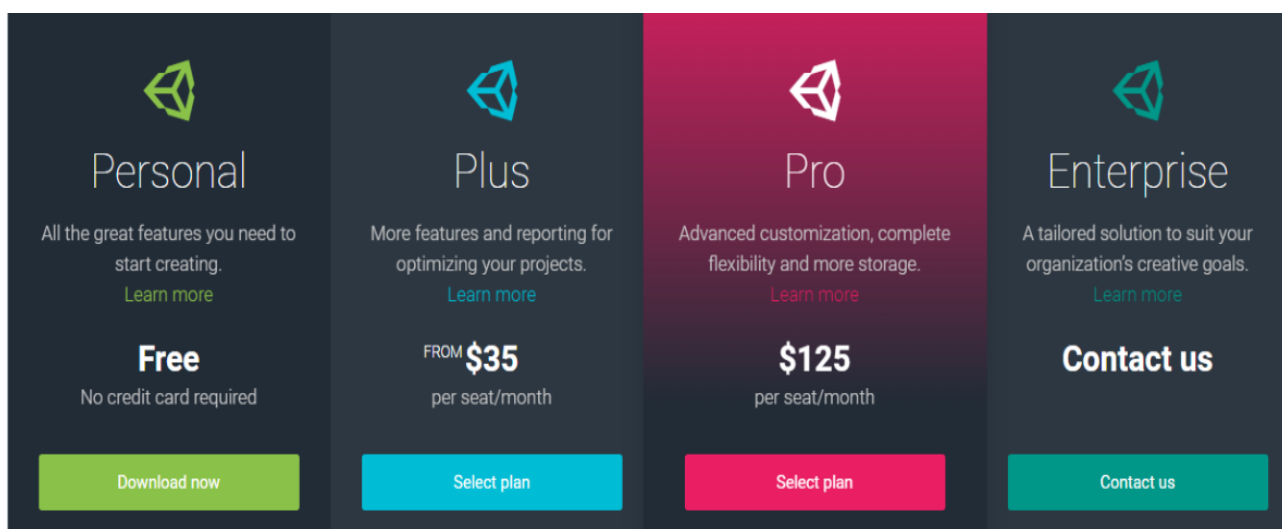 Personal
All the great features you need to
start creating.
Learn more
Free
No credit card required
Download now
Plus
More features and reporting for
optimizing your projects.
Learn more
FROM $35
per seat/month
Select plan
Pro
Advanced customization, complete
flexibility and more storage.
Learn more
$125
per seat/month
Select plan
Enterprise
A tailored solution to suit your
organization’s creative goals.
Learn more
Contact us
Contact us